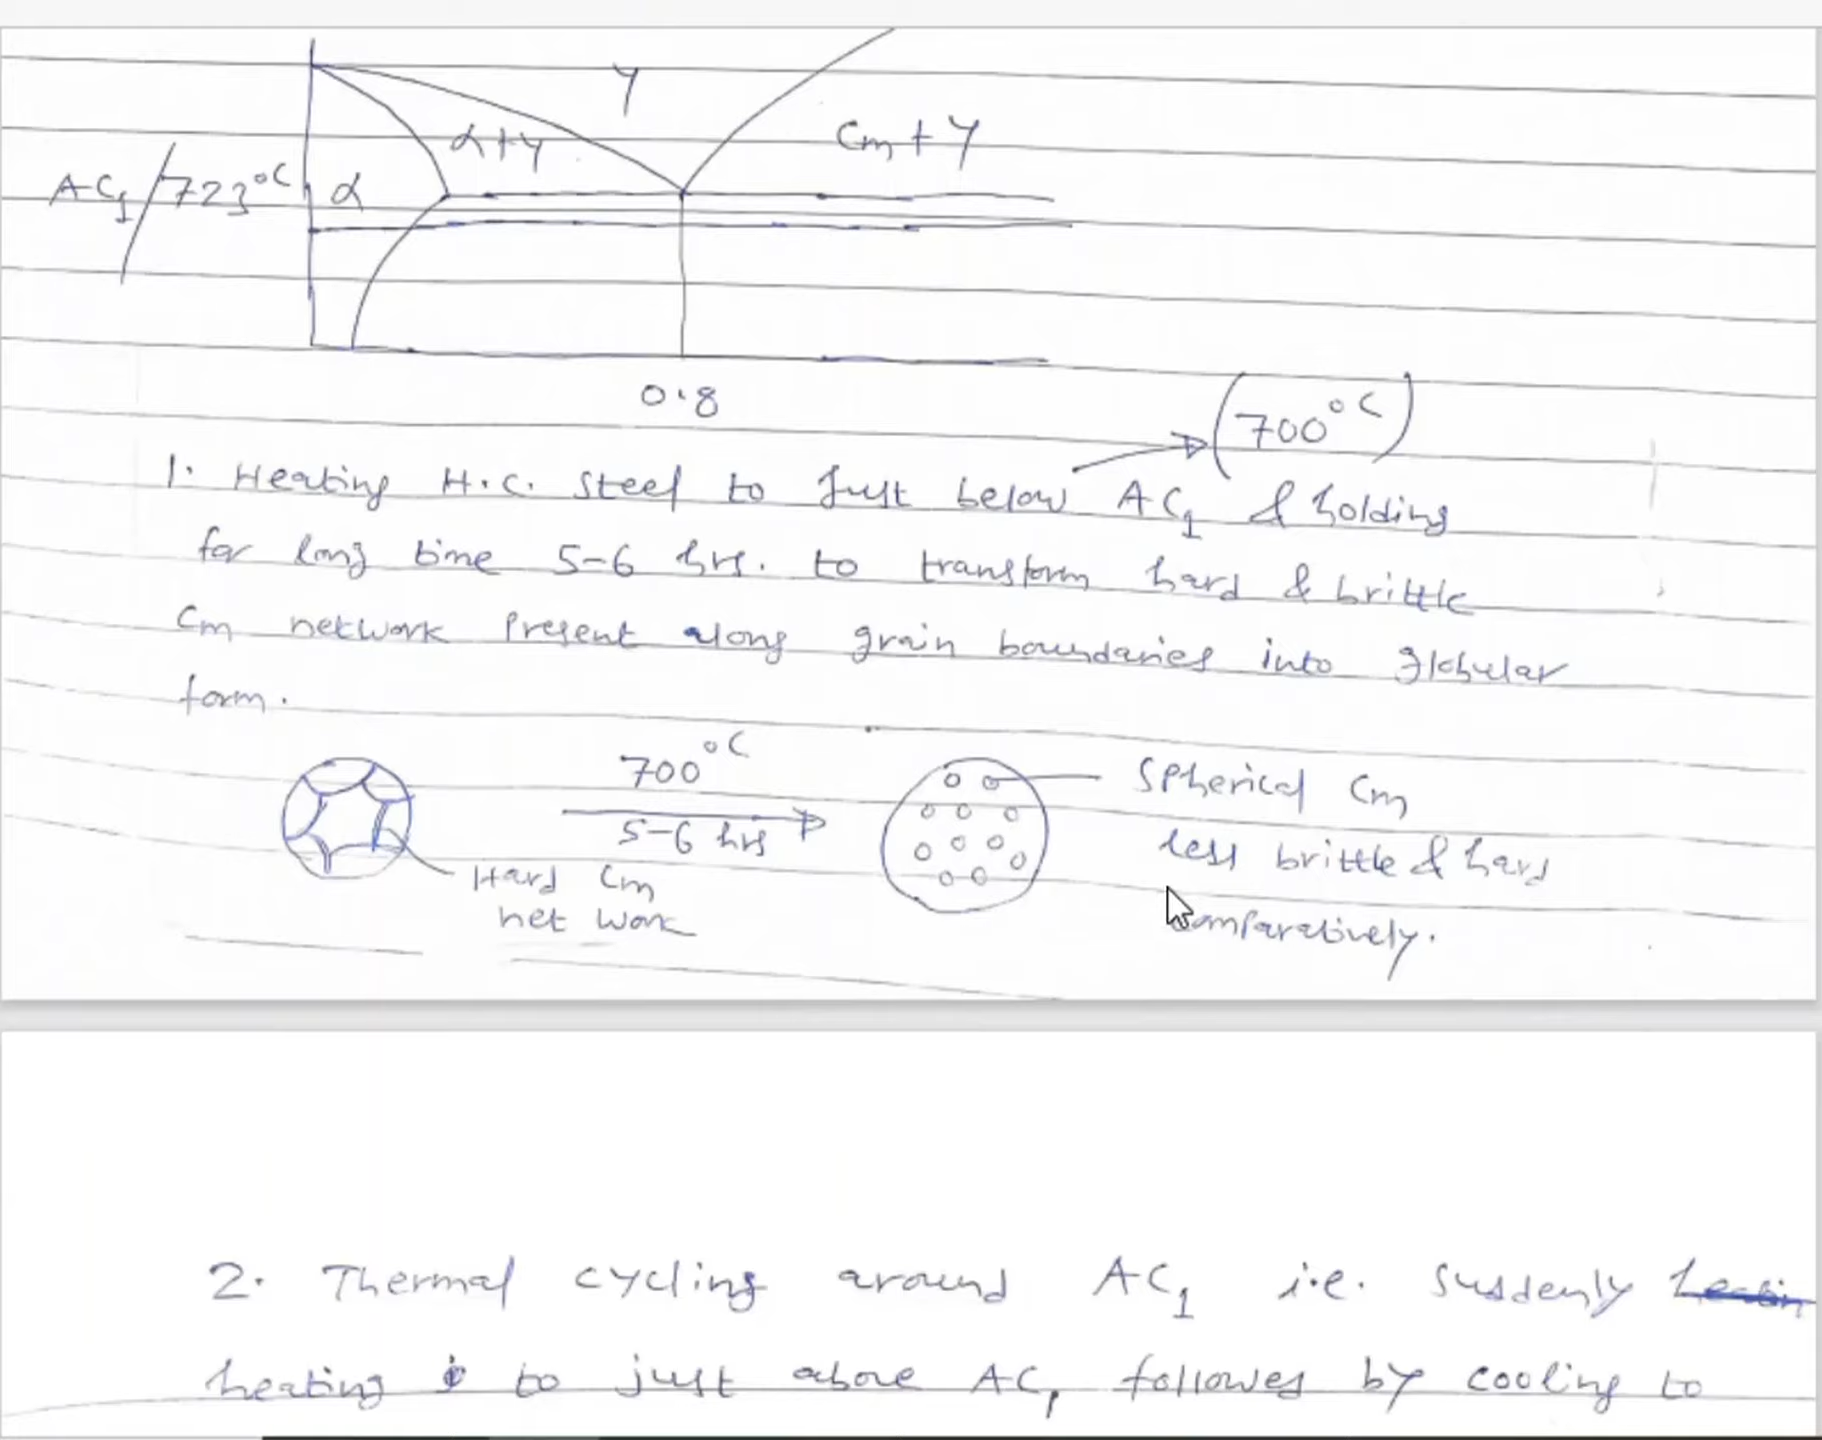 γ
α+γ
Cm + γ
AC1/723°C
α
0.8
(700°C)
1. Heating H.C. Steel to Just below AC1 & holding
for long time 5-6 hrs. to transform hard & brittle
Cm network Present along grain boundaries into globular
form.
700°C
5-6 hrs
Hard Cm
net work
Spherical Cm
less brittle & hard
comparatively.
2. Thermal cycling around AC1 i.e. Suddenly
heating to just above AC1 followed by cooling to